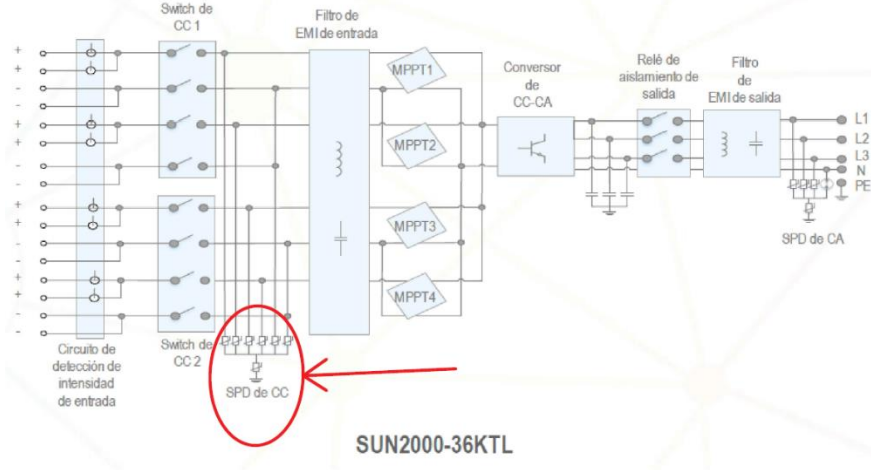 Switch de
CC 1
Filtro de
EMI de entrada
+
+
-
-
+
+
-
-
+
+
-
-
+
+
-
-
MPPT1
MPPT2
MPPT3
MPPT4
Conversor
de
CC-CA
Relé de
aislamiento de
salida
Filtro
de
EMI de salida
L1
L2
L3
N
PE
SPD de CA
Circuito de
detección de
intensidad
de entrada
Switch de
CC 2
SPD de CC
SUN2000-36KTL